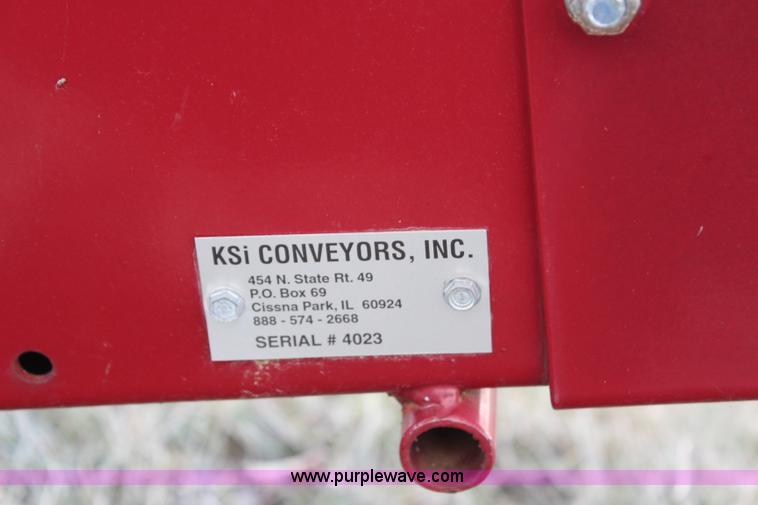 KSi CONVEYORS, INC.
454 N. State Rt. 49
P.O. Box 69
Cissna Park, IL 60924
888 - 574 - 2668
SERIAL # 4023
www.purplewave.com